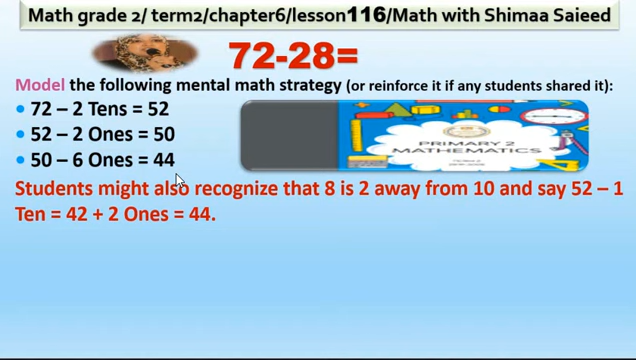 Math grade 2/ term2/chapter6/lesson116/Math with Shimaa Saieed
72-28=
Model the following mental math strategy (or reinforce it if any students shared it):
• 72 – 2 Tens = 52
• 52 – 2 Ones = 50
• 50 – 6 Ones = 44
PRIMARY 2
MATHEMATICS
Students might also recognize that 8 is 2 away from 10 and say 52 – 1
Ten = 42 + 2 Ones = 44.